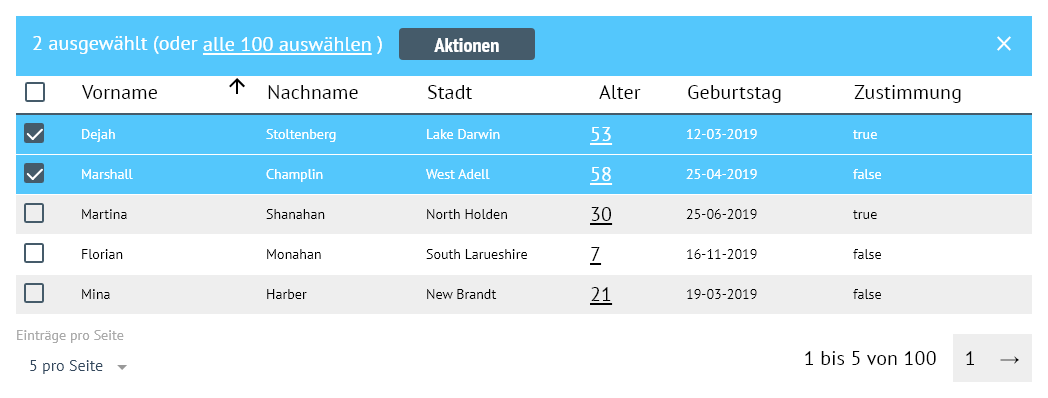 2 ausgewählt (oder alle 100 auswählen ) Aktionen
Vorname Nachname Stadt Alter Geburtstag Zustimmung
Dejah Stoltenberg Lake Darwin 53 12-03-2019 true
Marshall Champlin West Adell 58 25-04-2019 false
Martina Shanahan North Holden 30 25-06-2019 true
Florian Monahan South Larueshire 7 16-11-2019 false
Mina Harber New Brandt 21 19-03-2019 false
Einträge pro Seite
5 pro Seite 1 bis 5 von 100 1 →